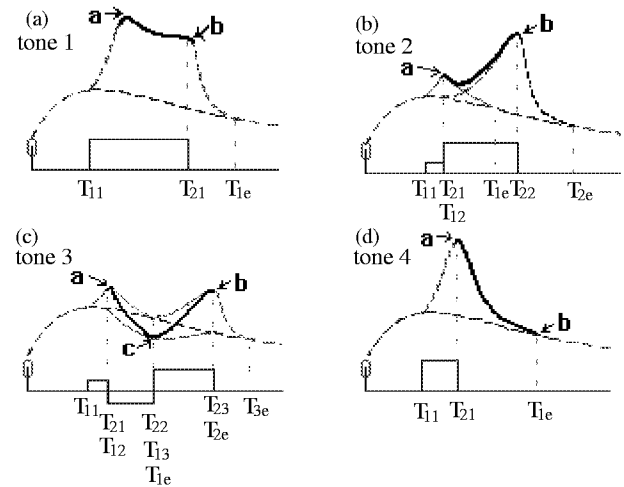 (a)
tone 1
a
b
T11 T21 T1e
(b)
tone 2
a
b
T11 T21 T1e T22 T2e
T12
(c)
tone 3
a
b
c
T11 T21 T22 T23 T3e
T12 T13 T2e
T1e
(d)
tone 4
a
b
T11 T21 T1e